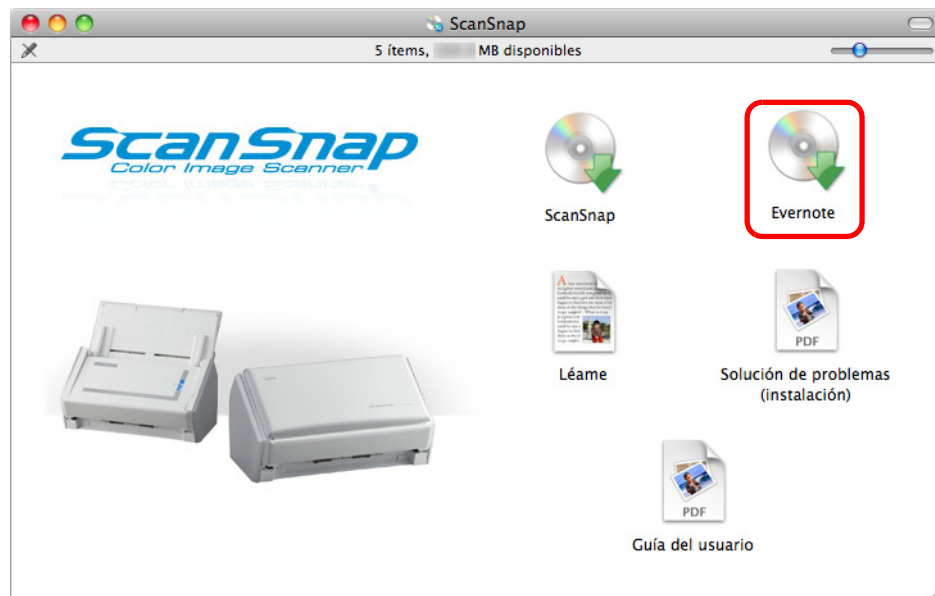 ScanSnap
5 ítems, MB disponibles
ScanSnap
Color Image Scanner
ScanSnap
Evernote
Léame
PDF
Solución de problemas
(instalación)
PDF
Guía del usuario